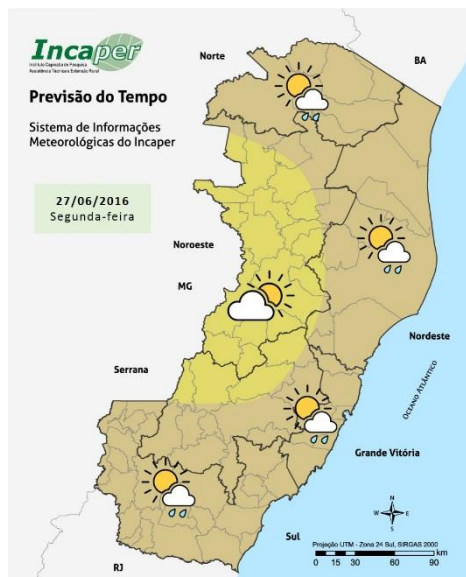 Incaper
Instituto Capixaba de Pesquisa
Assistência Técnica e Extensão Rural
Previsão do Tempo
Sistema de Informações
Meteorológicas do Incaper
27/06/2016
Segunda-feira
Norte
BA
Noroeste
MG
Nordeste
Serrana
OCEANO ATLÂNTICO
Grande Vitória
N
W
E
S
Sul
Projeção UTM - Zona 24 Sul, SIRGAS 2000
0 15 30 60 90
km
RJ